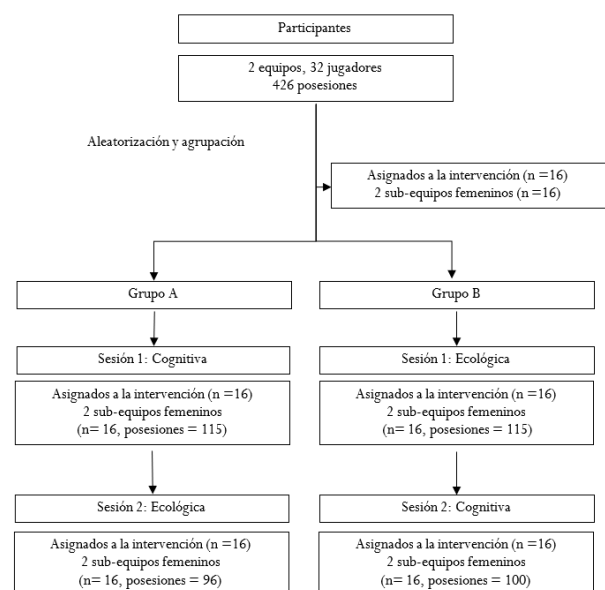 Participantes
2 equipos, 32 jugadores
426 posesiones
Aleatorización y agrupación
Asignados a la intervención (n =16)
2 sub-equipos femeninos (n =16)
Grupo A
Grupo B
Sesión 1: Cognitiva
Sesión 1: Ecológica
Asignados a la intervención (n =16)
2 sub-equipos femeninos
(n= 16, posesiones = 115)
Asignados a la intervención (n =16)
2 sub-equipos femeninos
(n= 16, posesiones = 115)
Sesión 2: Ecológica
Sesión 2: Cognitiva
Asignados a la intervención (n =16)
2 sub-equipos femeninos
(n= 16, posesiones = 96)
Asignados a la intervención (n =16)
2 sub-equipos femeninos
(n= 16, posesiones = 100)